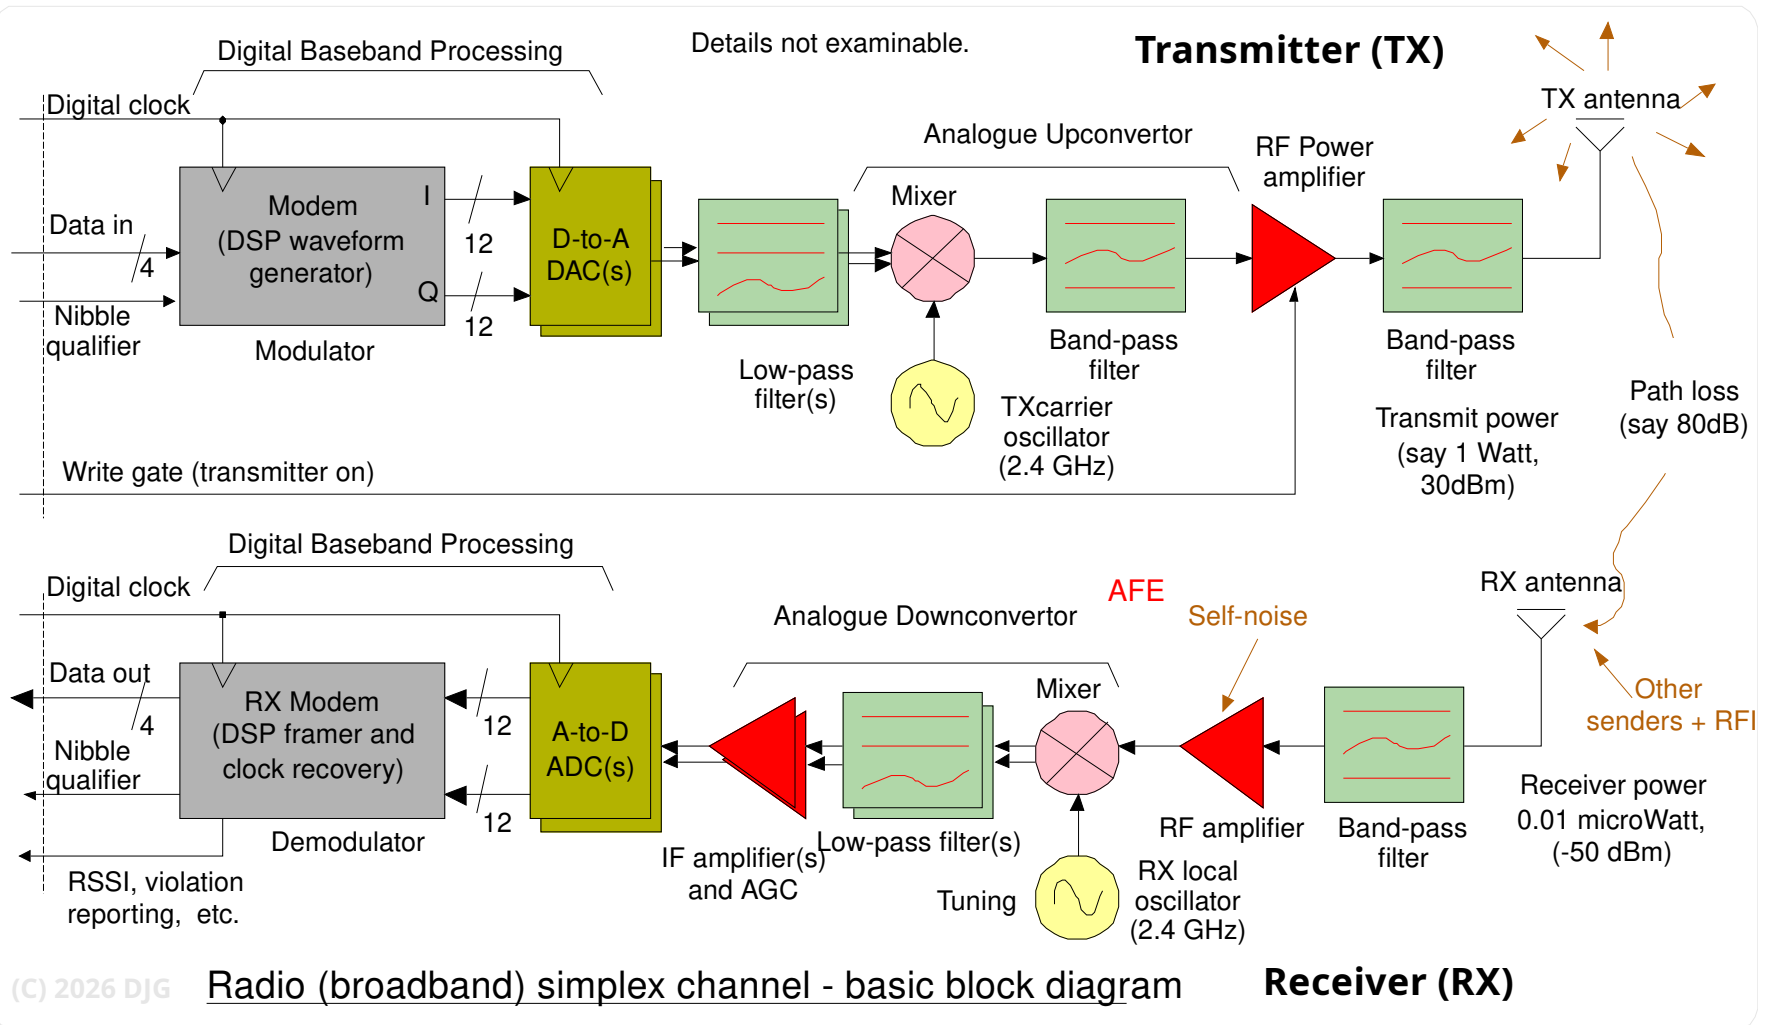 Digital Baseband Processing
Details not examinable.
Transmitter (TX)
Digital clock
TX antenna
Analogue Upconvertor
RF Power
amplifier
Mixer
Data in
4
Nibble
qualifier
Modem
(DSP waveform
generator)
I
Q
12
12
Modulator
D-to-A
DAC(s)
Low-pass
filter(s)
TXcarrier
oscillator
(2.4 GHz)
Band-pass
filter
Band-pass
filter
Transmit power
(say 1 Watt,
30dBm)
Path loss
(say 80dB)
Write gate (transmitter on)
Digital Baseband Processing
Digital clock
Analogue Downconvertor
AFE
Self-noise
RX antenna
Other
senders + RFI
Data out
4
Nibble
qualifier
RX Modem
(DSP framer and
clock recovery)
12
12
Demodulator
A-to-D
ADC(s)
Mixer
IF amplifier(s)
and AGC
Low-pass filter(s)
Tuning
RX local
oscillator
(2.4 GHz)
RF amplifier
Band-pass
filter
Receiver power
0.01 microWatt,
(-50 dBm)
RSSI, violation
reporting, etc.
(C) 2026 DJG
Radio (broadband) simplex channel - basic block diagram
Receiver (RX)